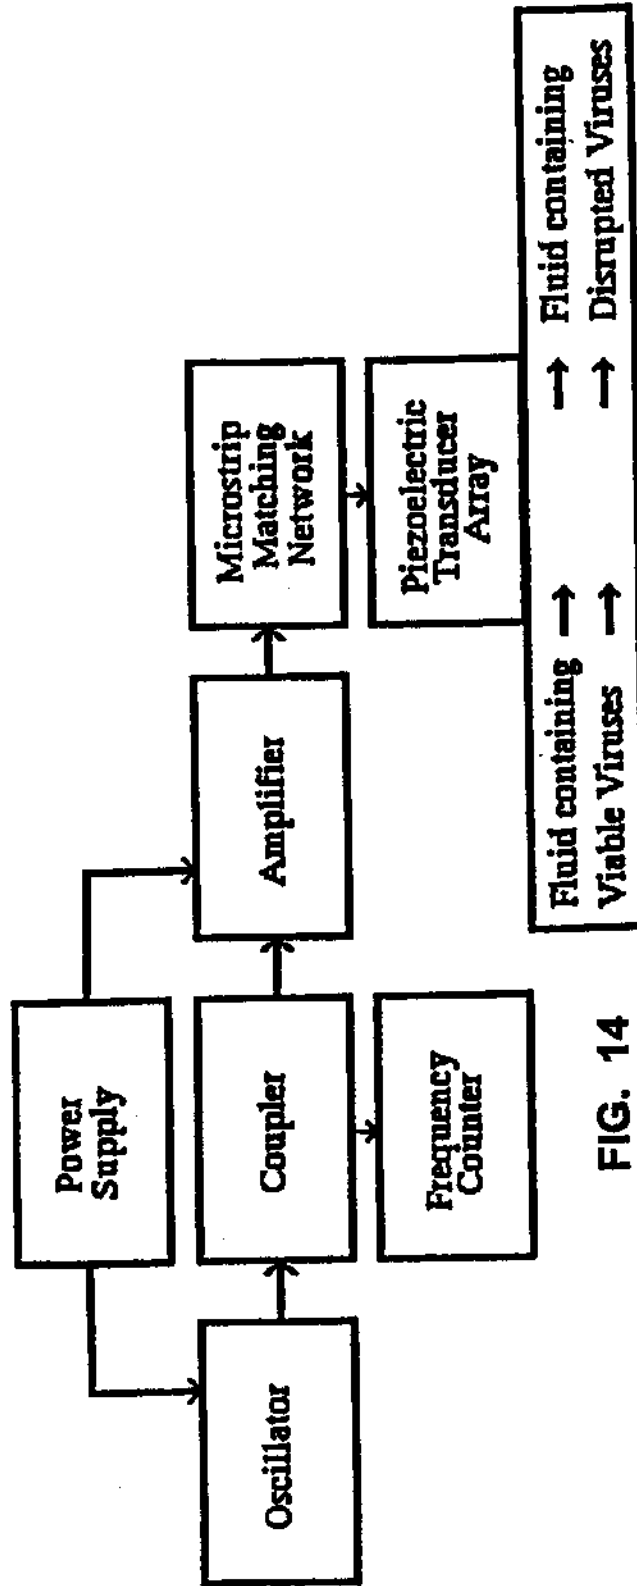 Power
Supply
Oscillator
Coupler
Amplifier
Microstrip
Matching
Network
Frequency
Counter
Piezoelectric
Transducer
Array
Fluid containing → → Fluid containing
Viable Viruses → → Disrupted Viruses
FIG. 14